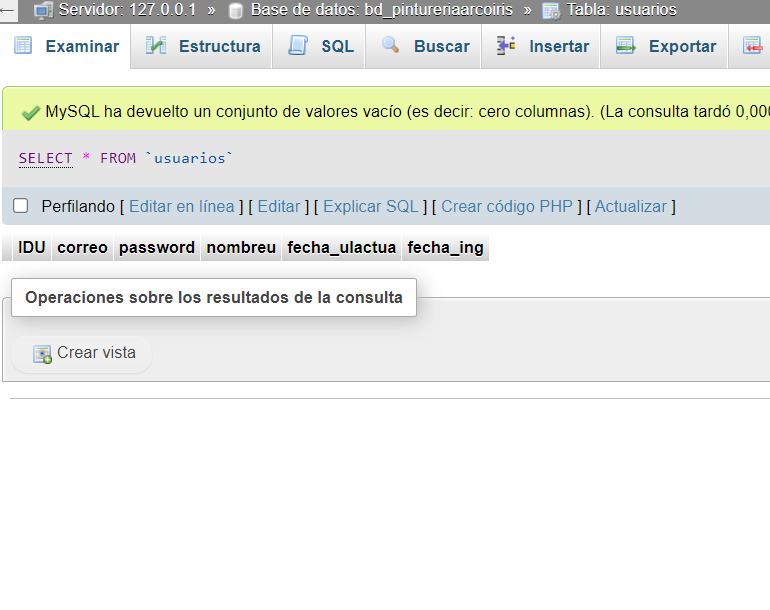 Servidor: 127.0.0.1 » Base de datos: bd_pintureriaarcoiris » Tabla: usuarios
Examinar Estructura SQL Buscar Insertar Exportar
MySQL ha devuelto un conjunto de valores vacío (es decir: cero columnas). (La consulta tardó 0,000
SELECT * FROM `usuarios`
Perfilando [ Editar en línea ] [ Editar ] [ Explicar SQL ] [ Crear código PHP ] [ Actualizar ]
IDU correo password nombreu fecha_ulactua fecha_ing
Operaciones sobre los resultados de la consulta
Crear vista